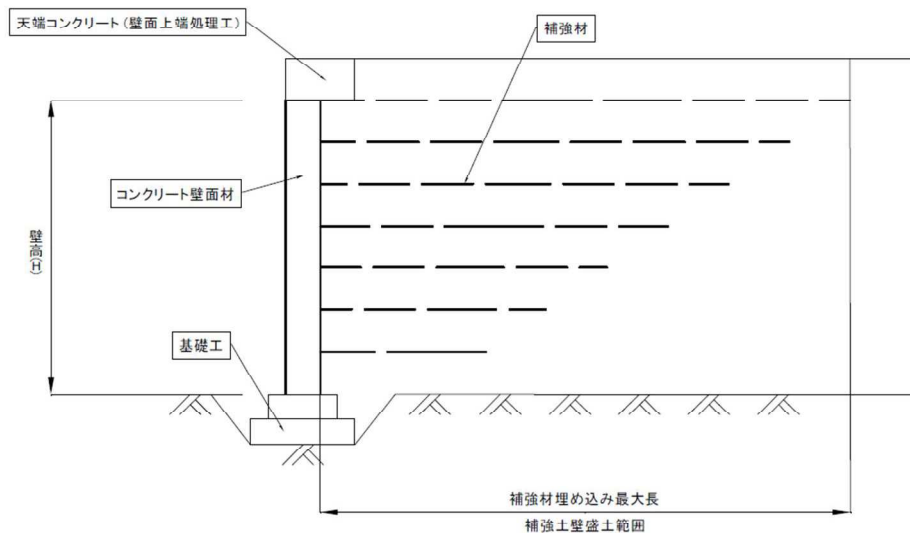 天端コンクリート(壁面上端処理工)
補強材
コンクリート壁面材
壁高(H)
基礎工
補強材埋め込み最大長
補強土壁盛土範囲